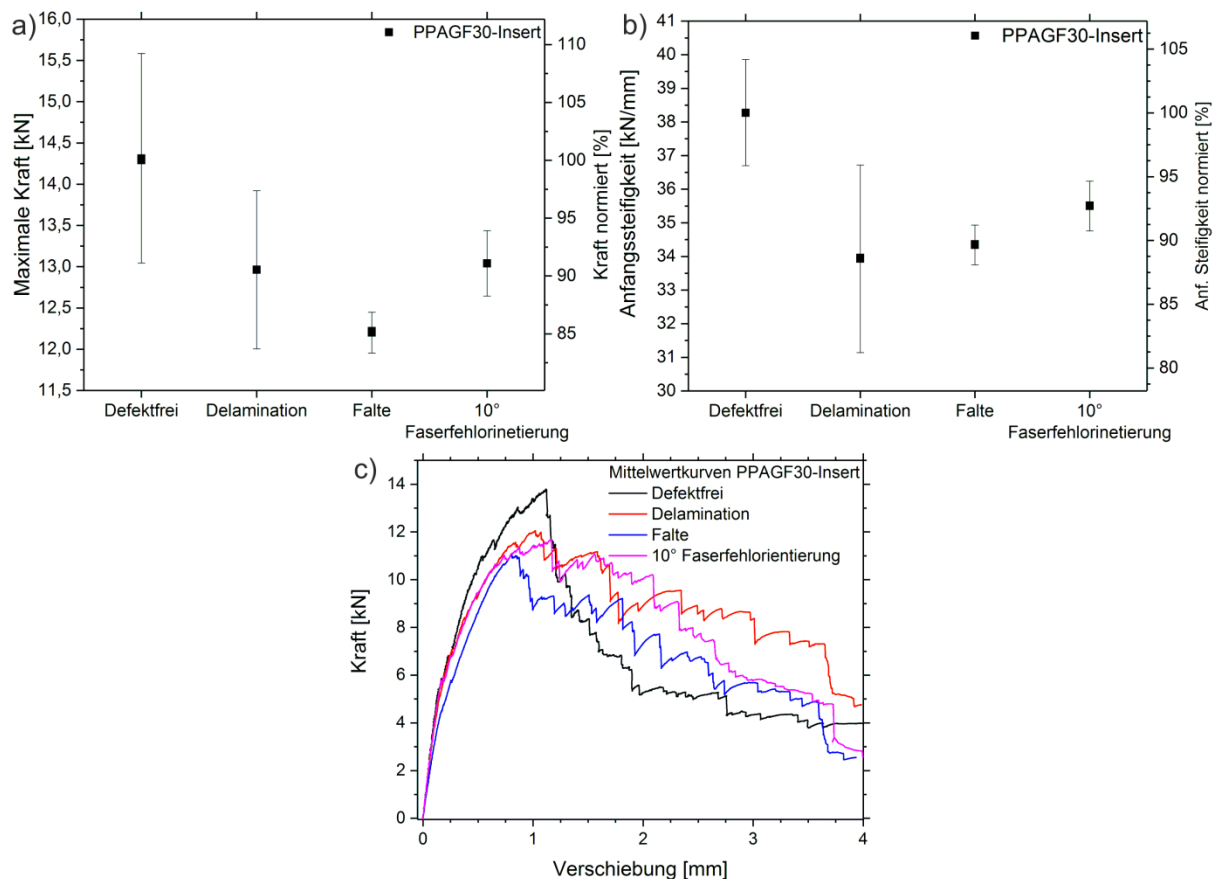 a)
PPAGF30-Insert
Maximale Kraft [kN]
16,0
15,5
15,0
14,5
14,0
13,5
13,0
12,5
12,0
11,5
110
105
100
95
90
85
Kraft normiert [%]
Defektfrei
Delamination
Falte
10°
Faserfehlorinetierung
b)
PPAGF30-Insert
Anfangssteifigkeit [kN/mm]
41
40
39
38
37
36
35
34
33
32
31
30
105
100
95
90
85
80
Anf. Steifigkeit normiert [%]
Defektfrei
Delamination
Falte
10°
Faserfehlorinetierung
c)
Mittelwertkurven PPAGF30-Insert
Defektfrei
Delamination
Falte
10° Faserfehlorientierung
Kraft [kN]
14
12
10
8
6
4
2
0
0
1
2
3
4
Verschiebung [mm]